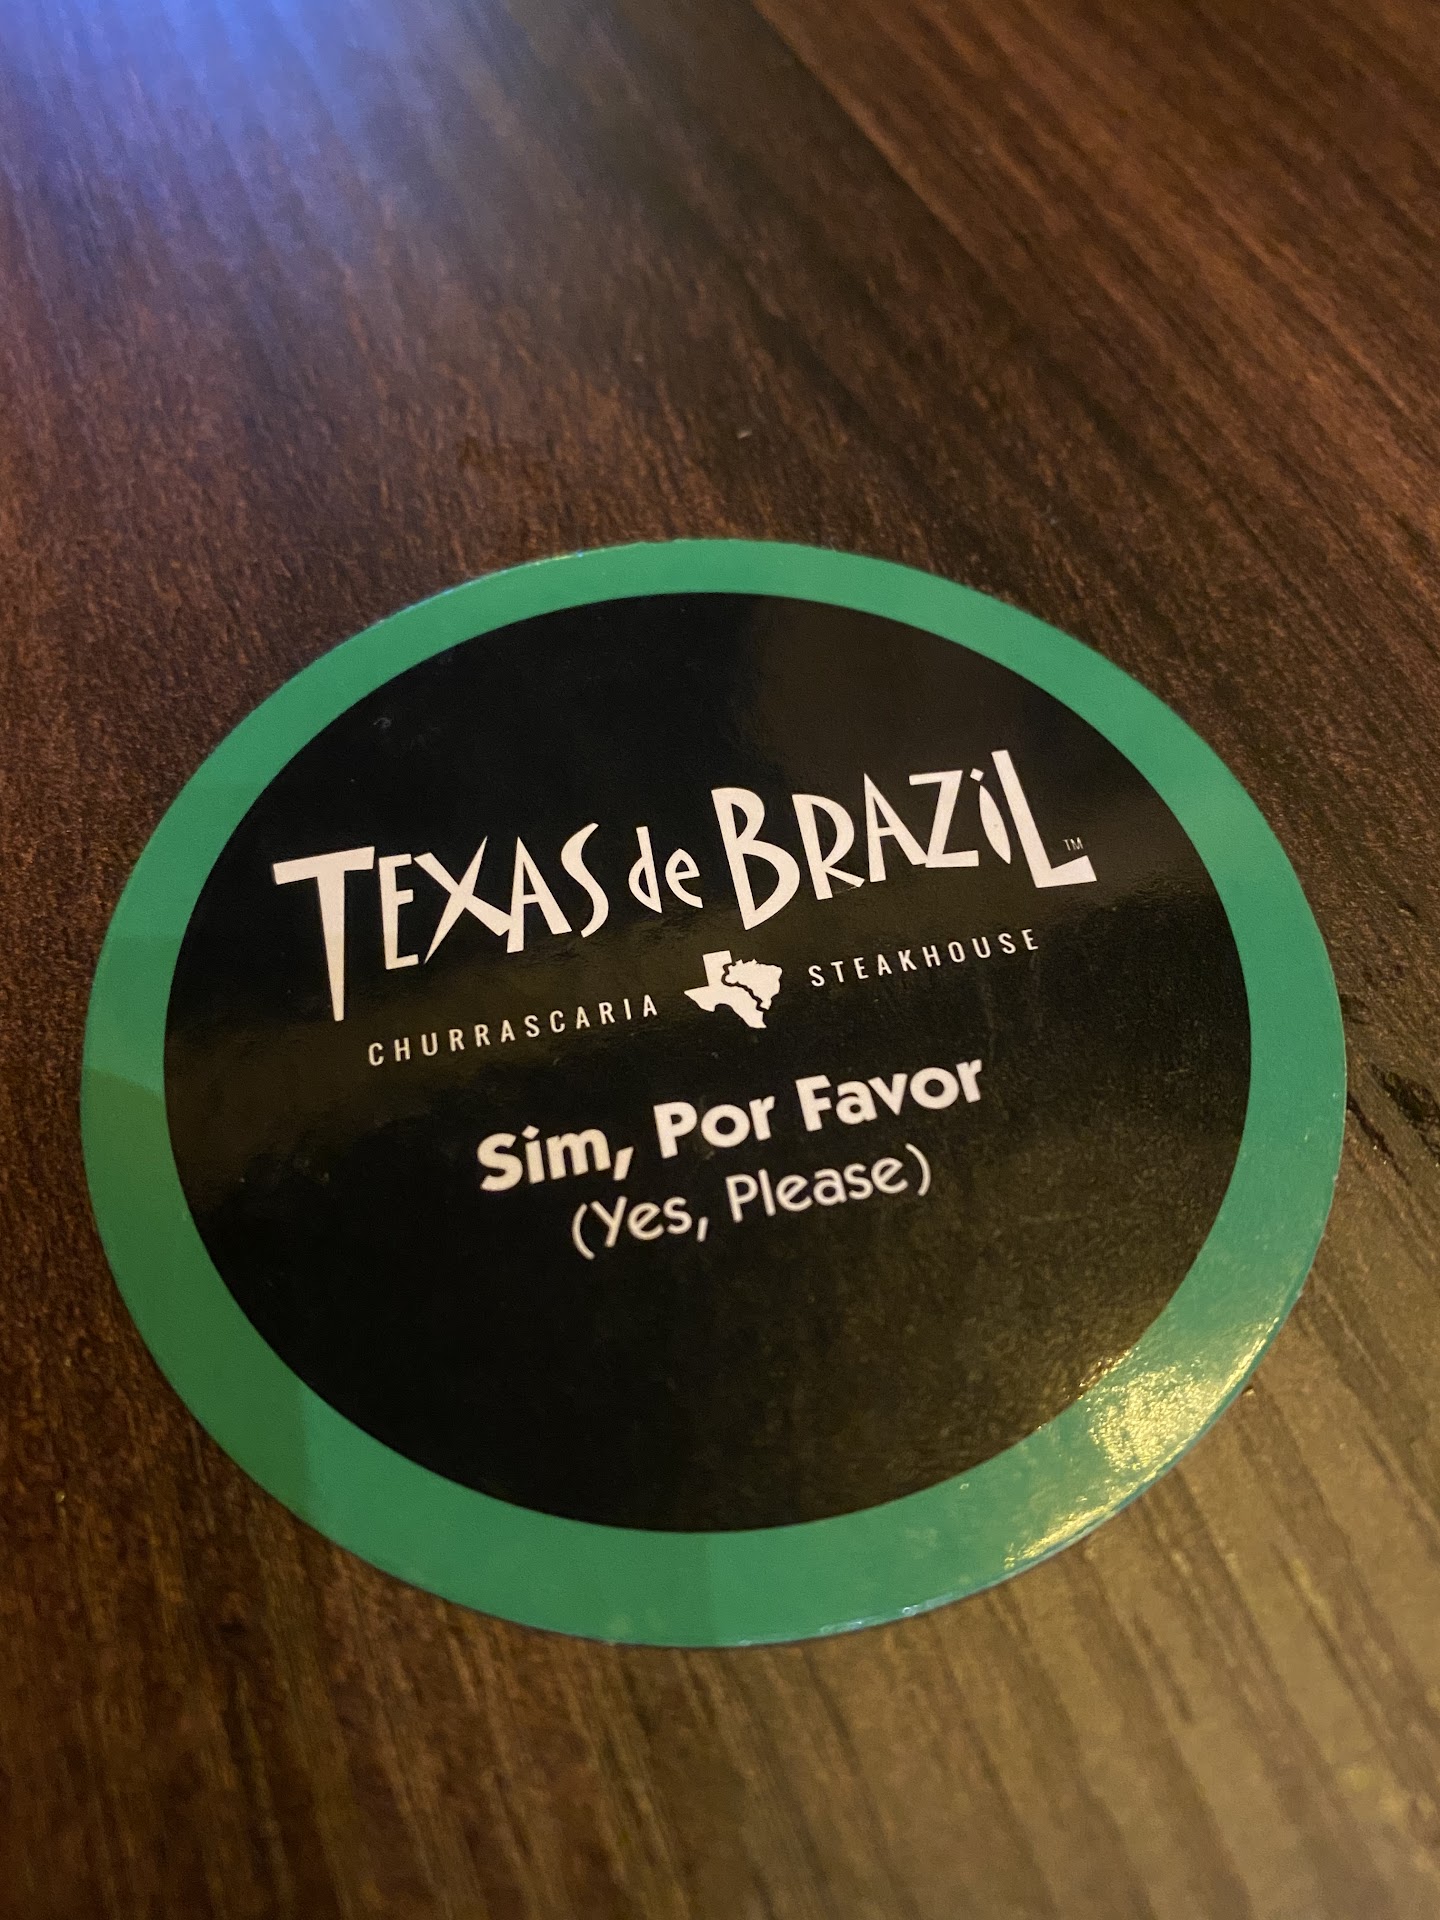 TEXAS de BRAZiL™
CHURRASCARIA STEAKHOUSE
Sim, Por Favor
(Yes, Please)